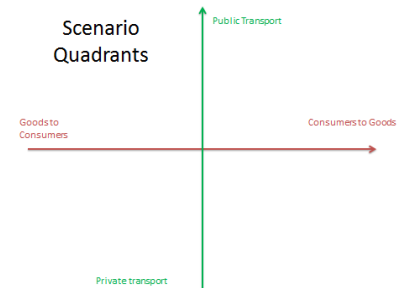 Scenario
Quadrants
Public Transport
Goods to
Consumers
Consumers to Goods
Private transport